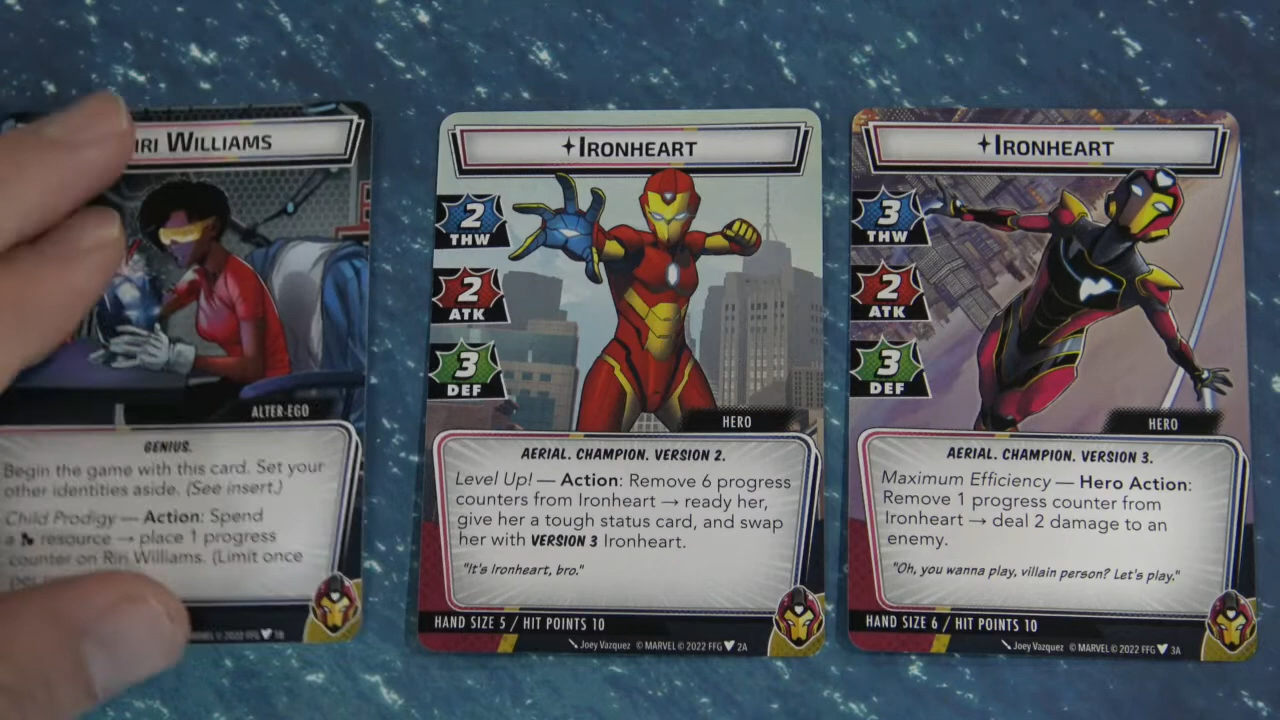 IRI WILLIAMS
ALTER-EGO
GENIUS.
Begin the game with this card. Set your
other identities aside. (See insert.)
Child Prodigy — Action: Spend
a resource → place 1 progress
counter on Riri Williams. (Limit once
MARVEL © 2022 FFG 1B
IRONHEART
2
THW
2
ATK
3
DEF
HERO
AERIAL. CHAMPION. VERSION 2.
Level Up! — Action: Remove 6 progress
counters from Ironheart → ready her,
give her a tough status card, and swap
her with VERSION 3 Ironheart.
"It's Ironheart, bro."
HAND SIZE 5 / HIT POINTS 10
Joey Vazquez © MARVEL © 2022 FFG 2A
IRONHEART
3
THW
2
ATK
3
DEF
HERO
AERIAL. CHAMPION. VERSION 3.
Maximum Efficiency — Hero Action:
Remove 1 progress counter from
Ironheart → deal 2 damage to an
enemy.
"Oh, you wanna play, villain person? Let's play."
HAND SIZE 6 / HIT POINTS 10
Joey Vazquez © MARVEL © 2022 FFG 3A